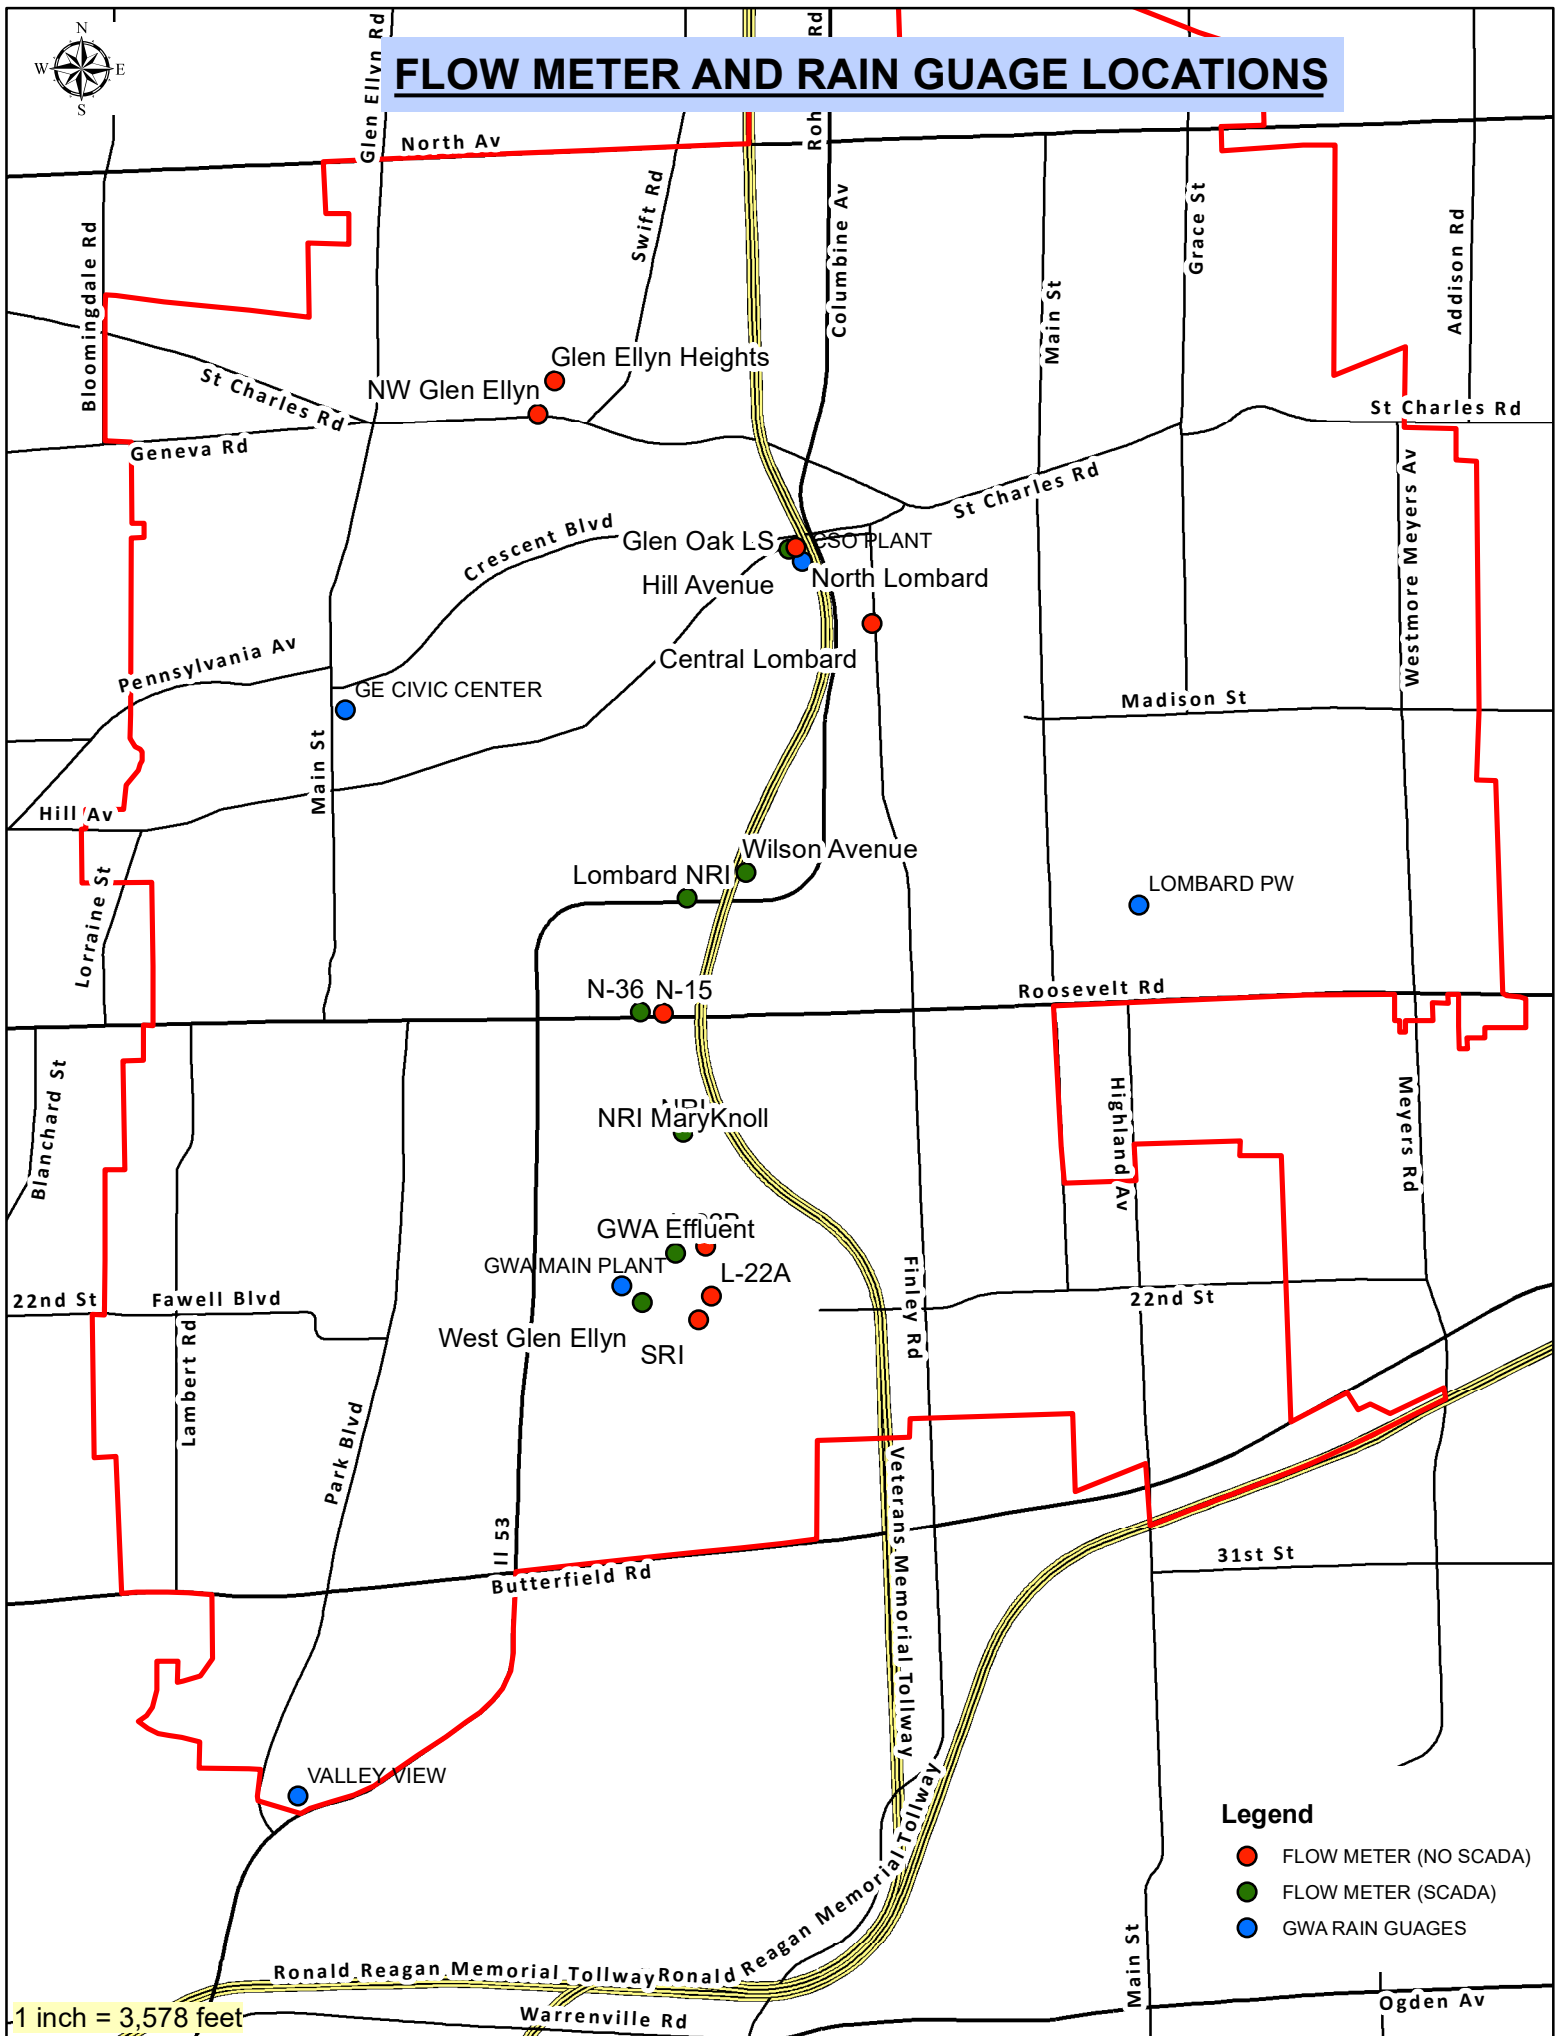 N
W E
S
FLOW METER AND RAIN GUAGE LOCATIONS
Glen Ellyn Rd
Rd
Roh
North Av
Swift Rd
Columbine Av
Grace St
Addison Rd
Bloomingdale Rd
Main St
Glen Ellyn Heights
NW Glen Ellyn
St Charles Rd
St Charles Rd
Geneva Rd
St Charles Rd
Westmore Meyers Av
Crescent Blvd
Glen Oak LS
CSO PLANT
Hill Avenue
North Lombard
Central Lombard
Pennsylvania Av
GE CIVIC CENTER
Madison St
Main St
Hill Av
Wilson Avenue
Lombard NRI
LOMBARD PW
Lorraine St
N-36 N-15
Roosevelt Rd
Blanchard St
NRI
NRI MaryKnoll
Highland Av
Meyers Rd
GWA Effluent
GWA MAIN PLANT
L-22A
22nd St
Fawell Blvd
22nd St
Finley Rd
West Glen Ellyn
SRI
Lambert Rd
Park Blvd
Veterans Memorial Tollway
Il 53
31st St
Butterfield Rd
VALLEY VIEW
Legend
FLOW METER (NO SCADA)
FLOW METER (SCADA)
GWA RAIN GUAGES
Ronald Reagan Memorial Tollway
Ronald Reagan Memorial Tollway
Main St
1 inch = 3,578 feet
Warrenville Rd
Ogden Av